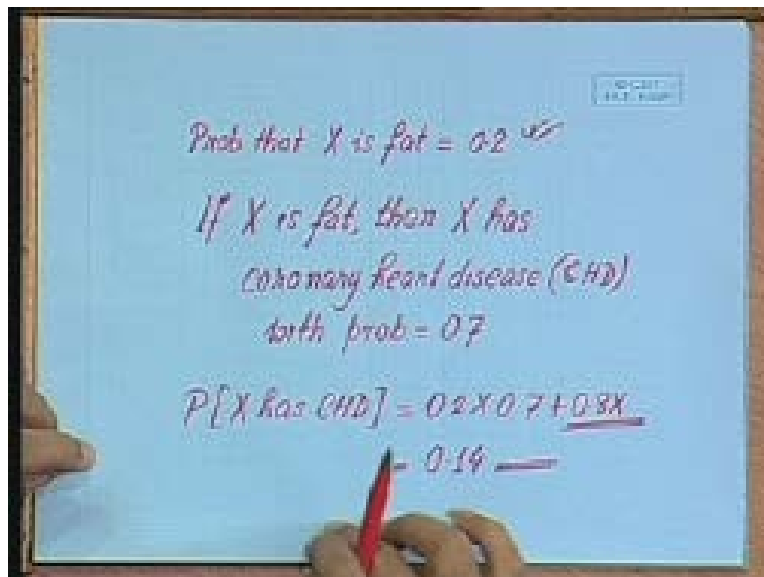 Prob that X is fat = 0.2
If X is fat, then X has
coronary heart disease (CHD)
with prob = 0.7
P[X has CHD] = 0.2 X 0.7 + 0.8X
= 0.14